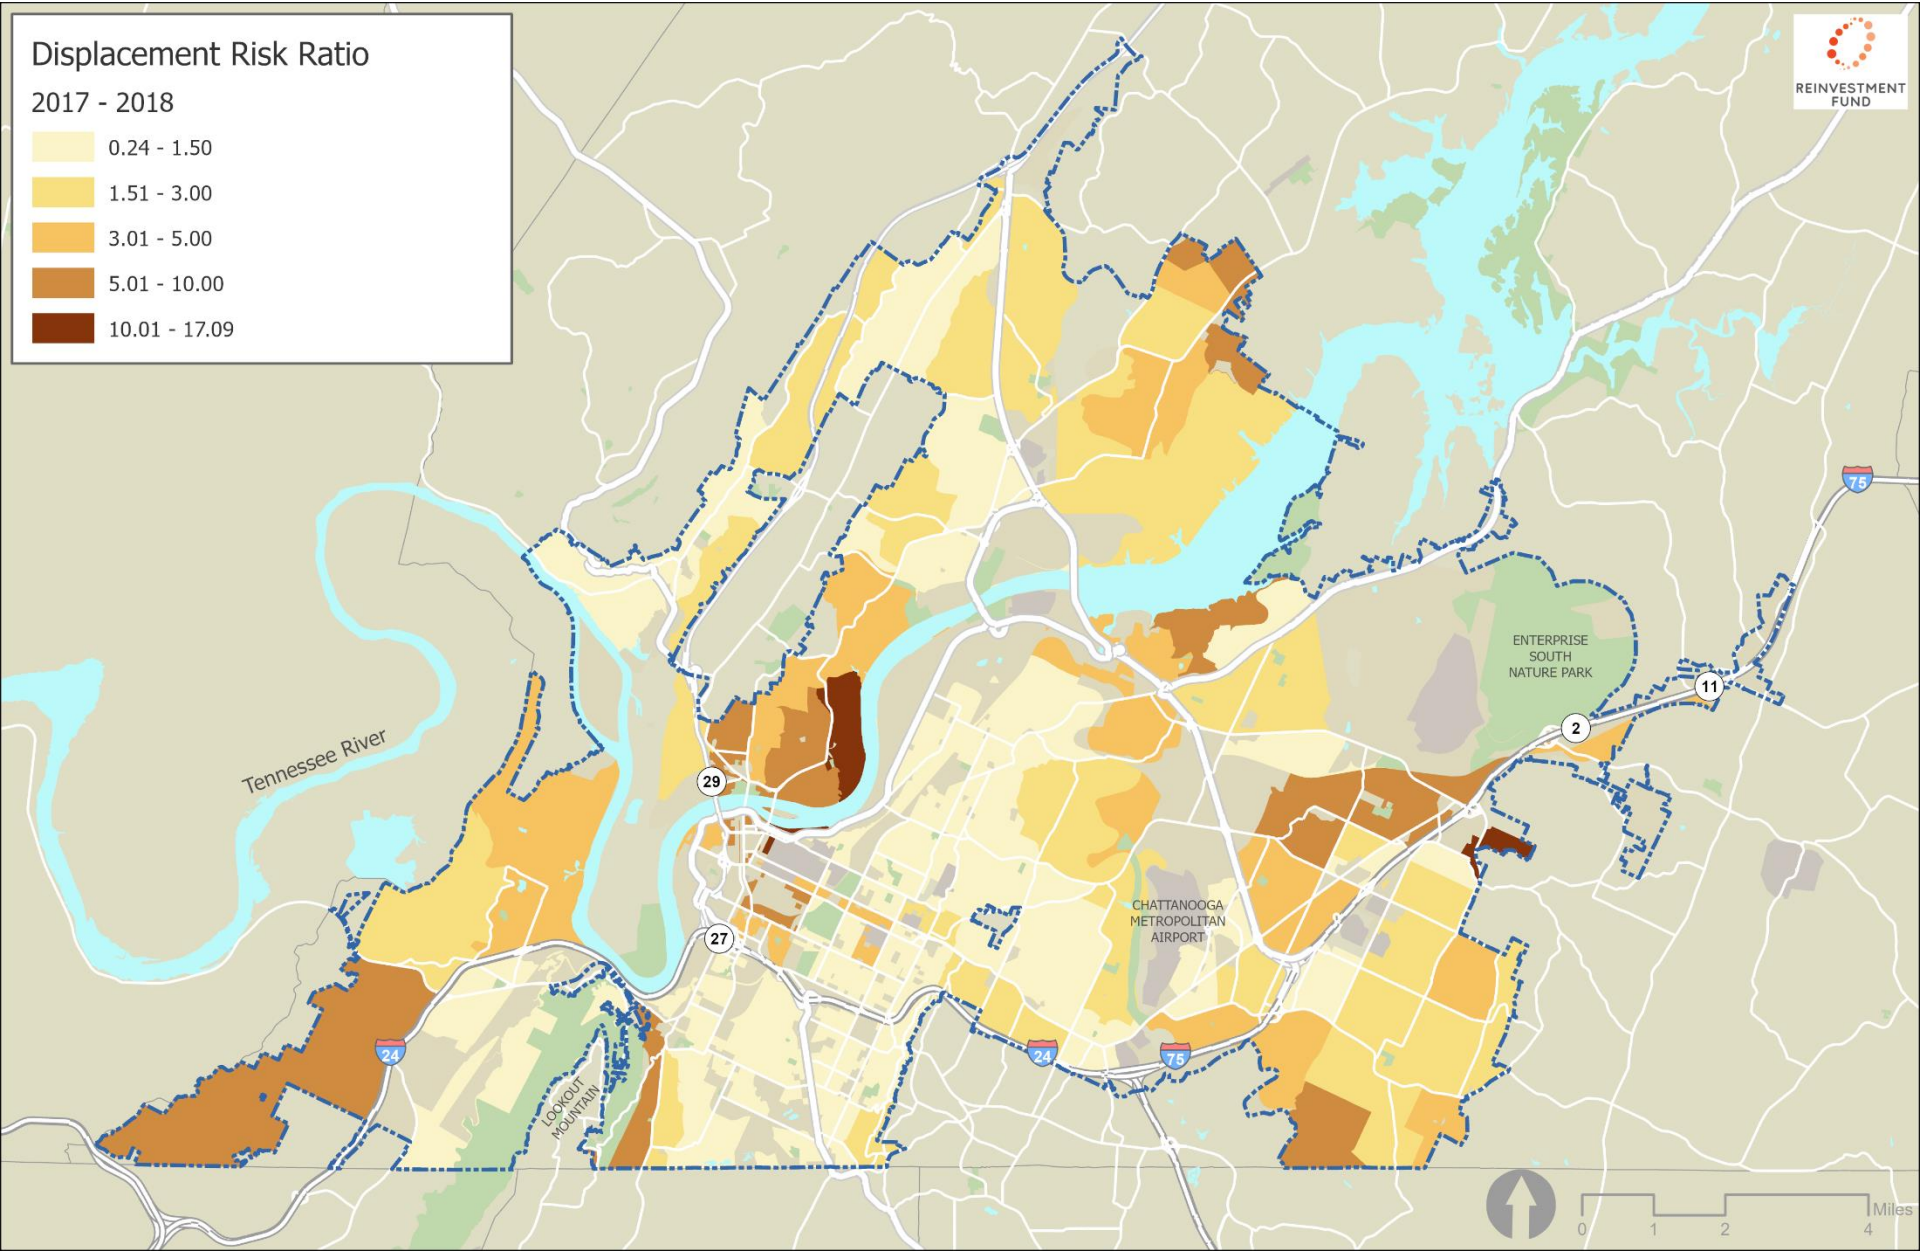 Displacement Risk Ratio
2017 - 2018
0.24 - 1.50
1.51 - 3.00
3.01 - 5.00
5.01 - 10.00
10.01 - 17.09
REINVESTMENT
FUND
75
ENTERPRISE
SOUTH
NATURE PARK
11
2
Tennessee River
29
CHATTANOOGA
METROPOLITAN
AIRPORT
27
24
24
75
LOOKOUT
MOUNTAIN
Miles
0 1 2 4